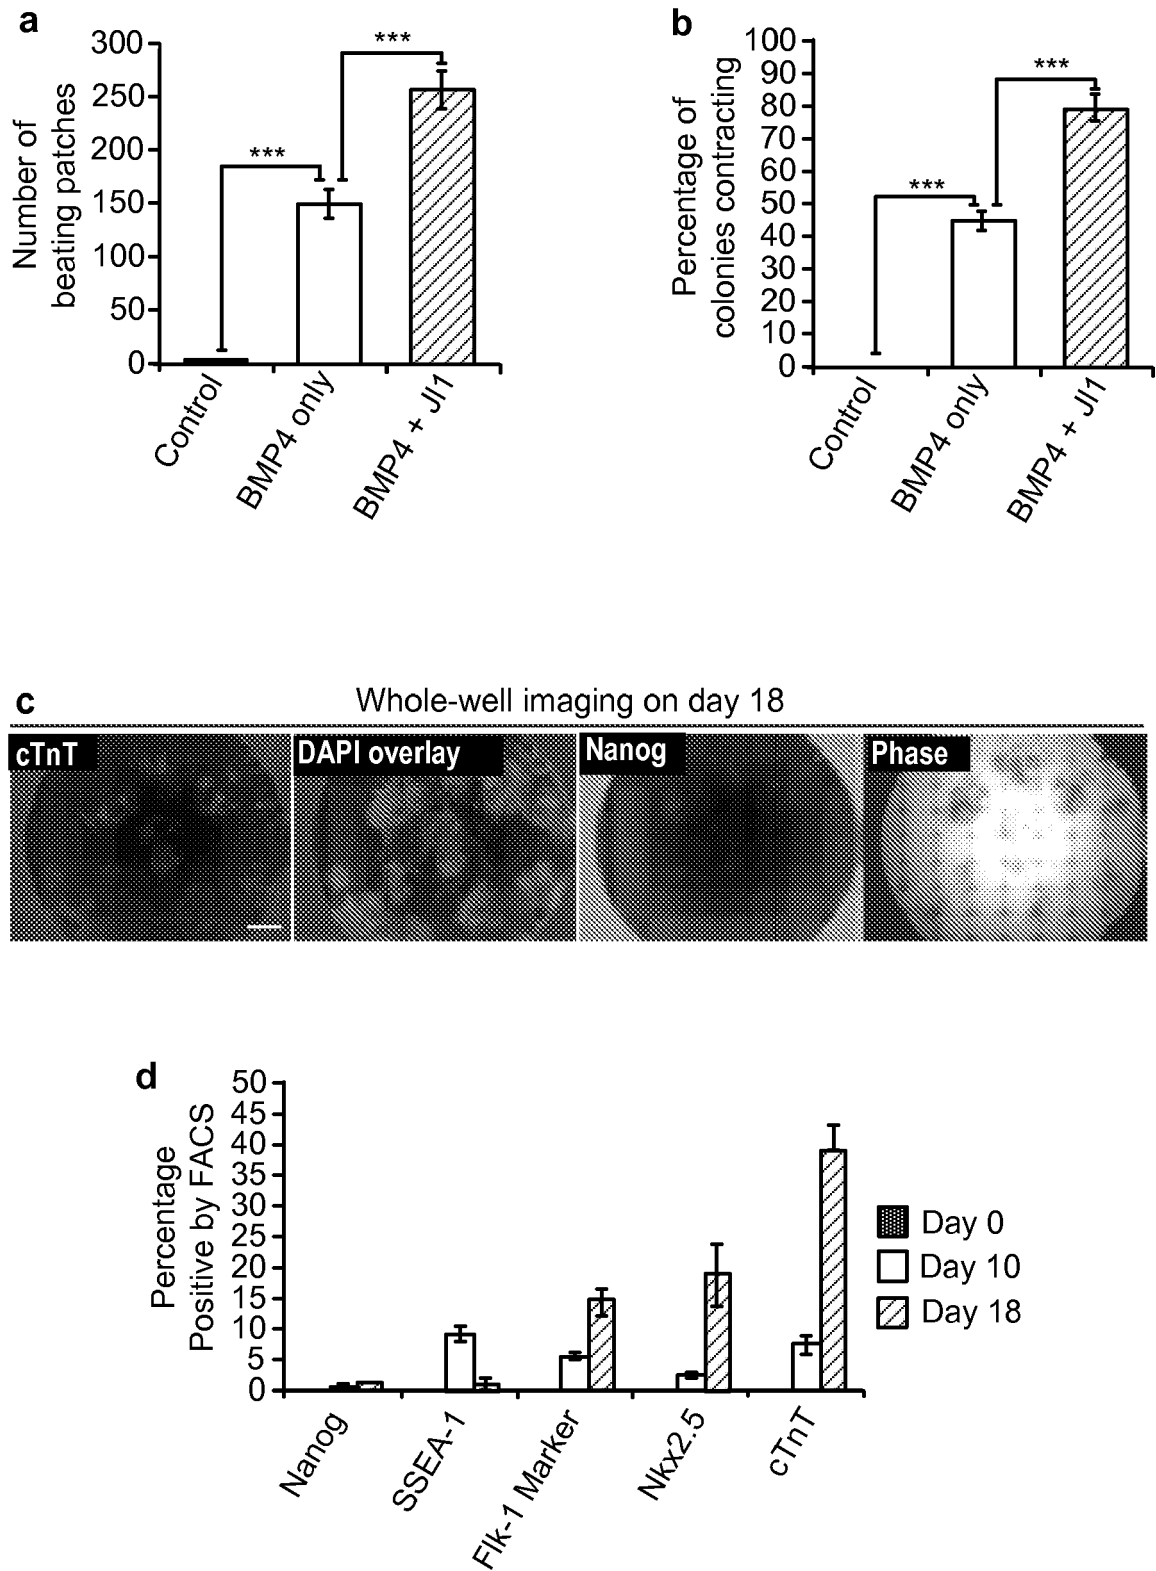 a
Number of
beating patches
300
250
200
150
100
50
0
***
***
Control
BMP4 only
BMP4 + JI1
b
Percentage of
colonies contracting
100
90
80
70
60
50
40
30
20
10
0
***
***
Control
BMP4 only
BMP4 + JI1
c
Whole-well imaging on day 18
cTnT
DAPI overlay
Nanog
Phase
d
Percentage
Positive by FACS
50
45
40
35
30
25
20
15
10
5
0
Nanog
SSEA-1
Flk-1 Marker
Nkx2.5
cTnT
Day 0
Day 10
Day 18